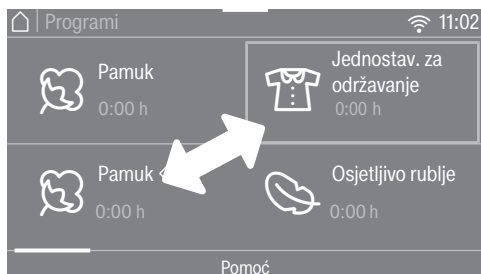 Programi
11:02
Pamuk
0:00 h
Jednostav. za
održavanje
0:00 h
Pamuk
0:00 h
Osjetljivo rublje
0:00 h
Pomoć